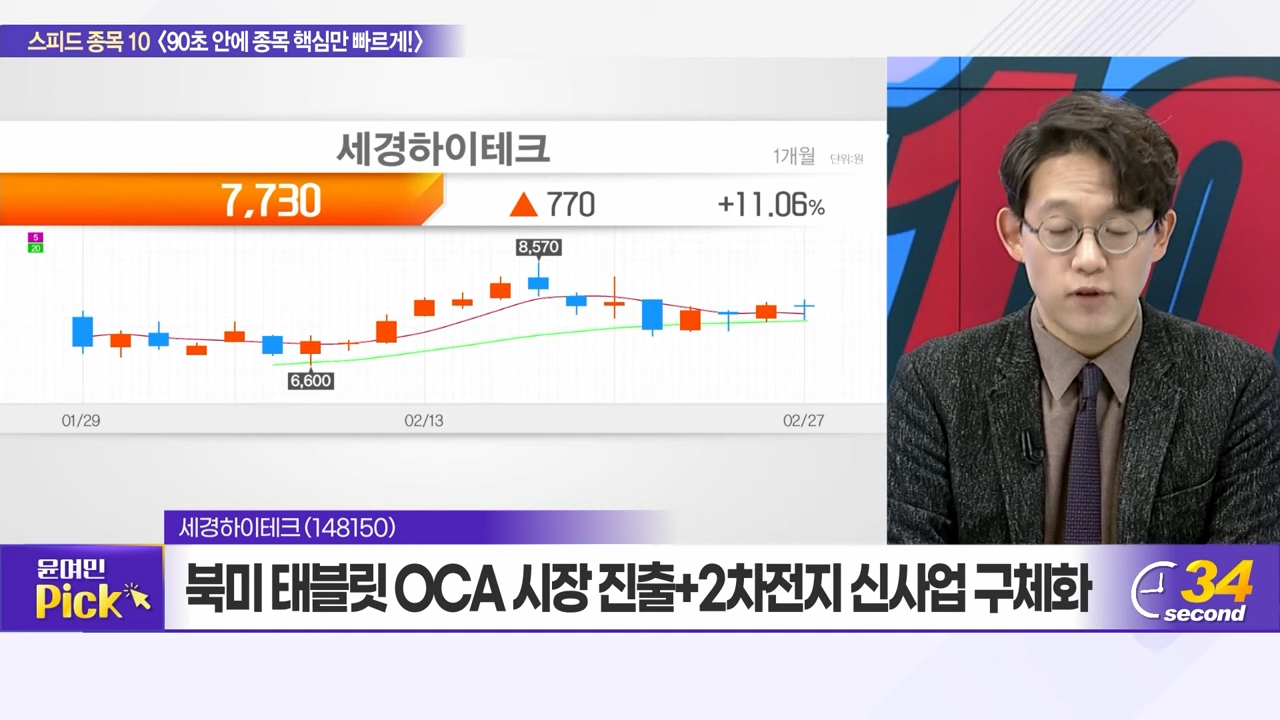 스피드 종목 10 〈90초 안에 종목 핵심만 빠르게!〉
세경하이테크
1개월 단위:원
7,730 ▲ 770 +11.06%
5
20
8,570
6,600
01/29 02/13 02/27
세경하이테크(148150)
윤여민
Pick
북미 태블릿 OCA 시장 진출+2차전지 신사업 구체화
34
second